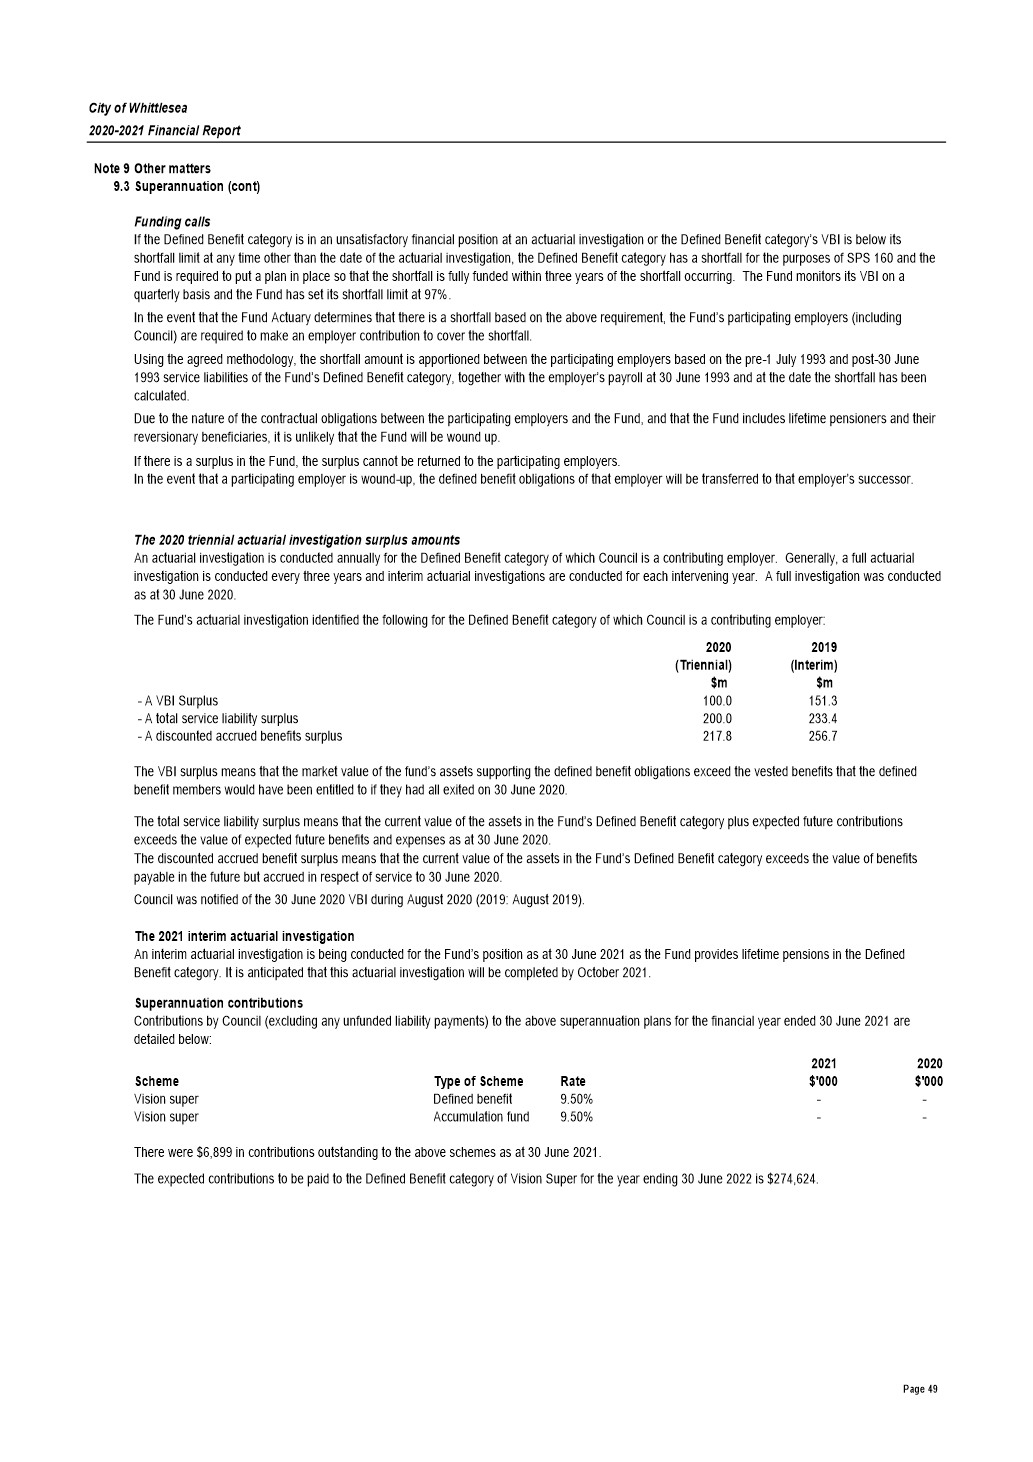 City of Whittlesea
2020-2021 Financial Report
Note 9 Other matters
9.3 Superannuation (cont)
Funding calls
If the Defined Benefit category is in an unsatisfactory financial position at an actuarial investigation or the Defined Benefit category's VBI is below its
shortfall limit at any time other than the date of the actuarial investigation, the Defined Benefit category has a shortfall for the purposes of SPS 160 and the
Fund is required to put a plan in place so that the shortfall is fully funded within three years of the shortfall occurring. The Fund monitors its VBI on a
quarterly basis and the Fund has set its shortfall limit at 97%.
In the event that the Fund Actuary determines that there is a shortfall based on the above requirement, the Fund's participating employers (including
Council) are required to make an employer contribution to cover the shortfall.
Using the agreed methodology, the shortfall amount is apportioned between the participating employers based on the pre-1 July 1993 and post-30 June
1993 service liabilities of the Fund's Defined Benefit category, together with the employer's payroll at 30 June 1993 and at the date the shortfall has been
calculated.
Due to the nature of the contractual obligations between the participating employers and the Fund, and that the Fund includes lifetime pensioners and their
reversionary beneficiaries, it is unlikely that the Fund will be wound up.
If there is a surplus in the Fund, the surplus cannot be returned to the participating employers.
In the event that a participating employer is wound-up, the defined benefit obligations of that employer will be transferred to that employer's successor.
The 2020 triennial actuarial investigation surplus amounts
An actuarial investigation is conducted annually for the Defined Benefit category of which Council is a contributing employer. Generally, a full actuarial
investigation is conducted every three years and interim actuarial investigations are conducted for each intervening year. A full investigation was conducted
as at 30 June 2020.
The Fund's actuarial investigation identified the following for the Defined Benefit category of which Council is a contributing employer:
2020 2019
(Triennial) (Interim)
$m $m
- A VBI Surplus 100.0 151.3
- A total service liability surplus 200.0 233.4
- A discounted accrued benefits surplus 217.8 256.7
The VBI surplus means that the market value of the fund's assets supporting the defined benefit obligations exceed the vested benefits that the defined
benefit members would have been entitled to if they had all exited on 30 June 2020.
The total service liability surplus means that the current value of the assets in the Fund's Defined Benefit category plus expected future contributions
exceeds the value of expected future benefits and expenses as at 30 June 2020.
The discounted accrued benefit surplus means that the current value of the assets in the Fund's Defined Benefit category exceeds the value of benefits
payable in the future but accrued in respect of service to 30 June 2020.
Council was notified of the 30 June 2020 VBI during August 2020 (2019: August 2019).
The 2021 interim actuarial investigation
An interim actuarial investigation is being conducted for the Fund's position as at 30 June 2021 as the Fund provides lifetime pensions in the Defined
Benefit category. It is anticipated that this actuarial investigation will be completed by October 2021.
Superannuation contributions
Contributions by Council (excluding any unfunded liability payments) to the above superannuation plans for the financial year ended 30 June 2021 are
detailed below:
2021 2020
Scheme Type of Scheme Rate $'000 $'000
Vision super Defined benefit 9.50% - -
Vision super Accumulation fund 9.50% - -
There were $6,899 in contributions outstanding to the above schemes as at 30 June 2021.
The expected contributions to be paid to the Defined Benefit category of Vision Super for the year ending 30 June 2022 is $274,624.
Page 49